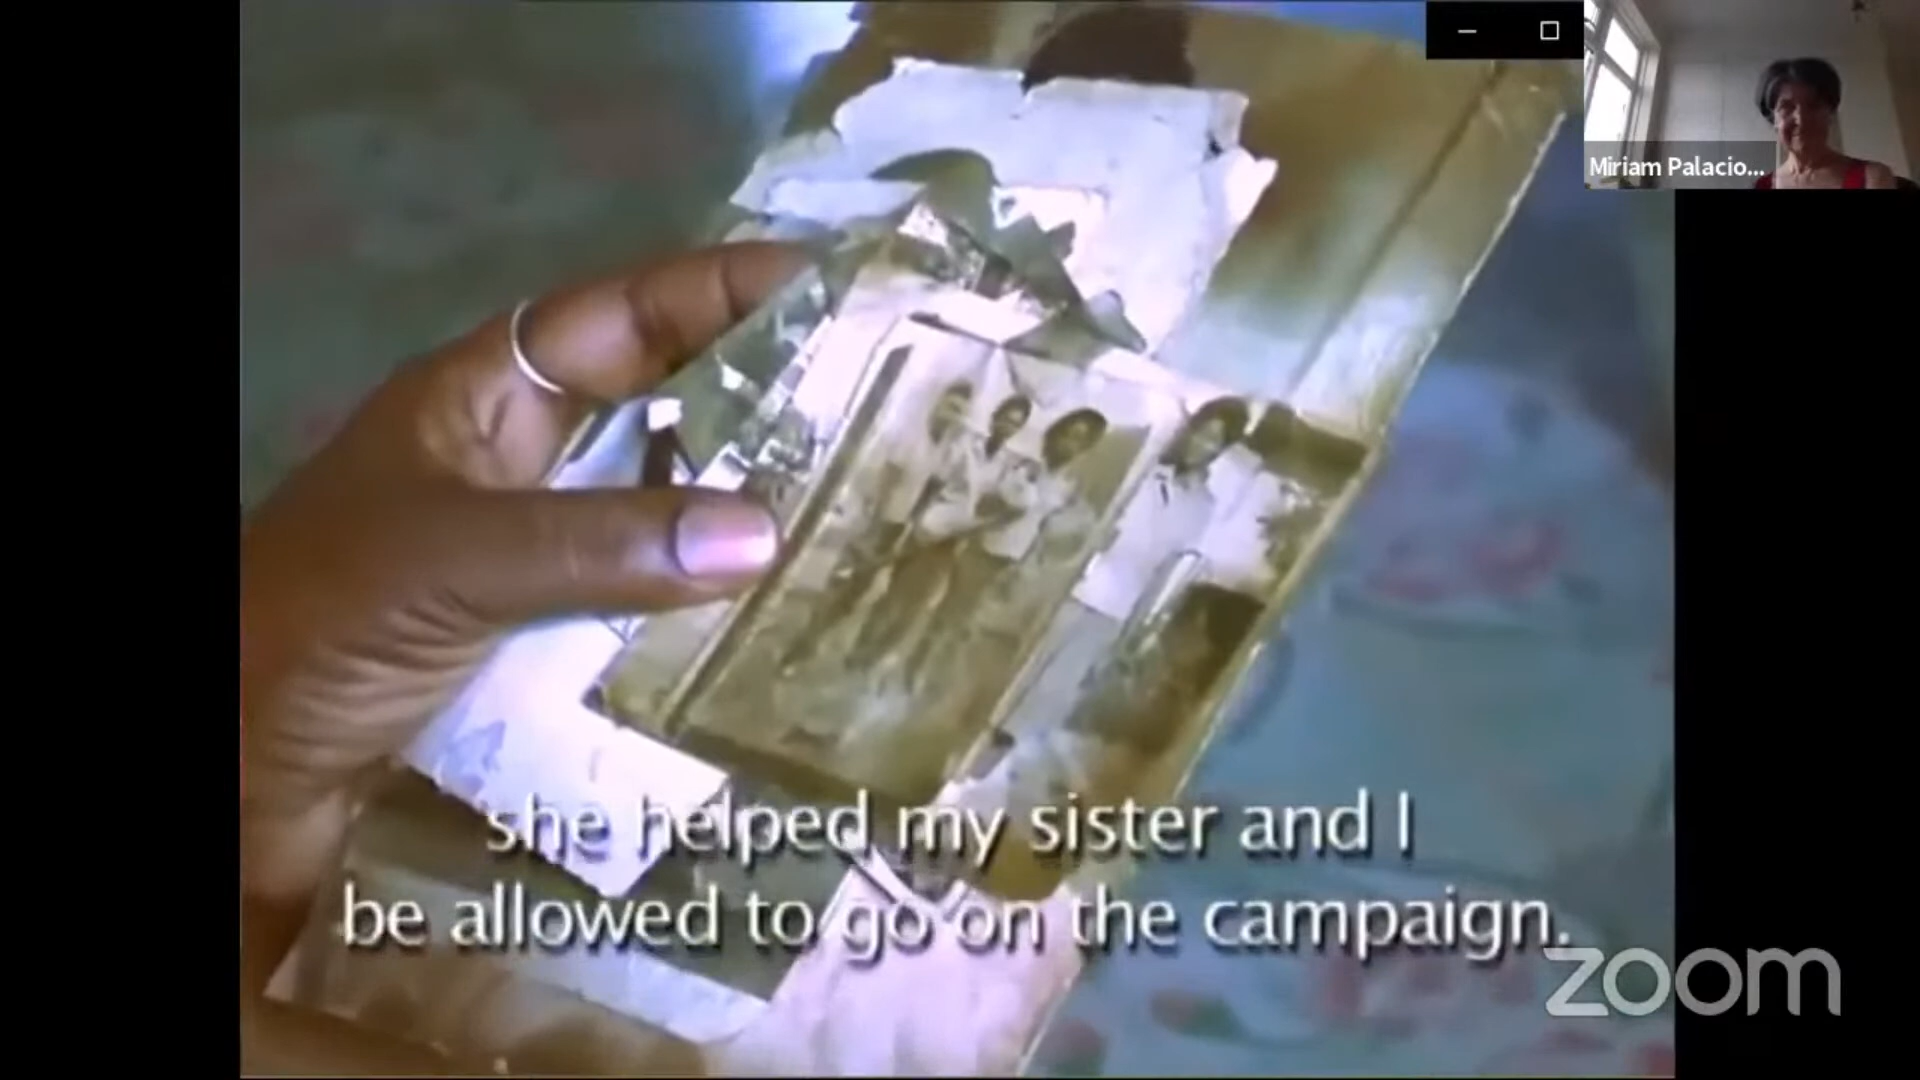 Miriam Palacio...
she helped my sister and I
be allowed to go on the campaign.
zoom